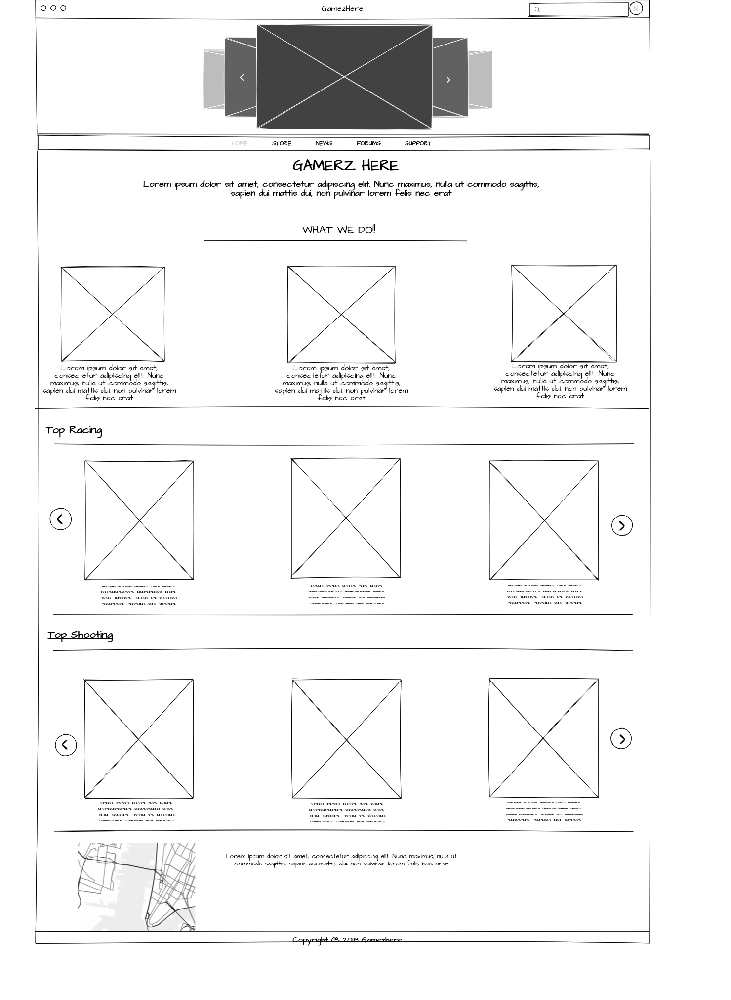 GamezHere
HOME STORE NEWS FORUMS SUPPORT
GAMERZ HERE
Lorem ipsum dolor sit amet, consectetur adipiscing elit. Nunc maximus, nulla ut commodo sagittis,
sapien dui mattis dui, non pulvinar lorem felis nec erat
WHAT WE DO!!
Lorem ipsum dolor sit amet,
consectetur adipiscing elit. Nunc
maximus, nulla ut commodo sagittis,
sapien dui mattis dui, non pulvinar lorem
felis nec erat
Lorem ipsum dolor sit amet,
consectetur adipiscing elit. Nunc
maximus, nulla ut commodo sagittis,
sapien dui mattis dui, non pulvinar lorem
felis nec erat
Lorem ipsum dolor sit amet,
consectetur adipiscing elit. Nunc
maximus, nulla ut commodo sagittis,
sapien dui mattis dui, non pulvinar lorem
felis nec erat
Top Racing
Top Shooting
Lorem ipsum dolor sit amet, consectetur adipiscing elit. Nunc maximus, nulla ut
commodo sagittis, sapien dui mattis dui, non pulvinar lorem felis nec erat
Copyright @ 2018 Gamezhere